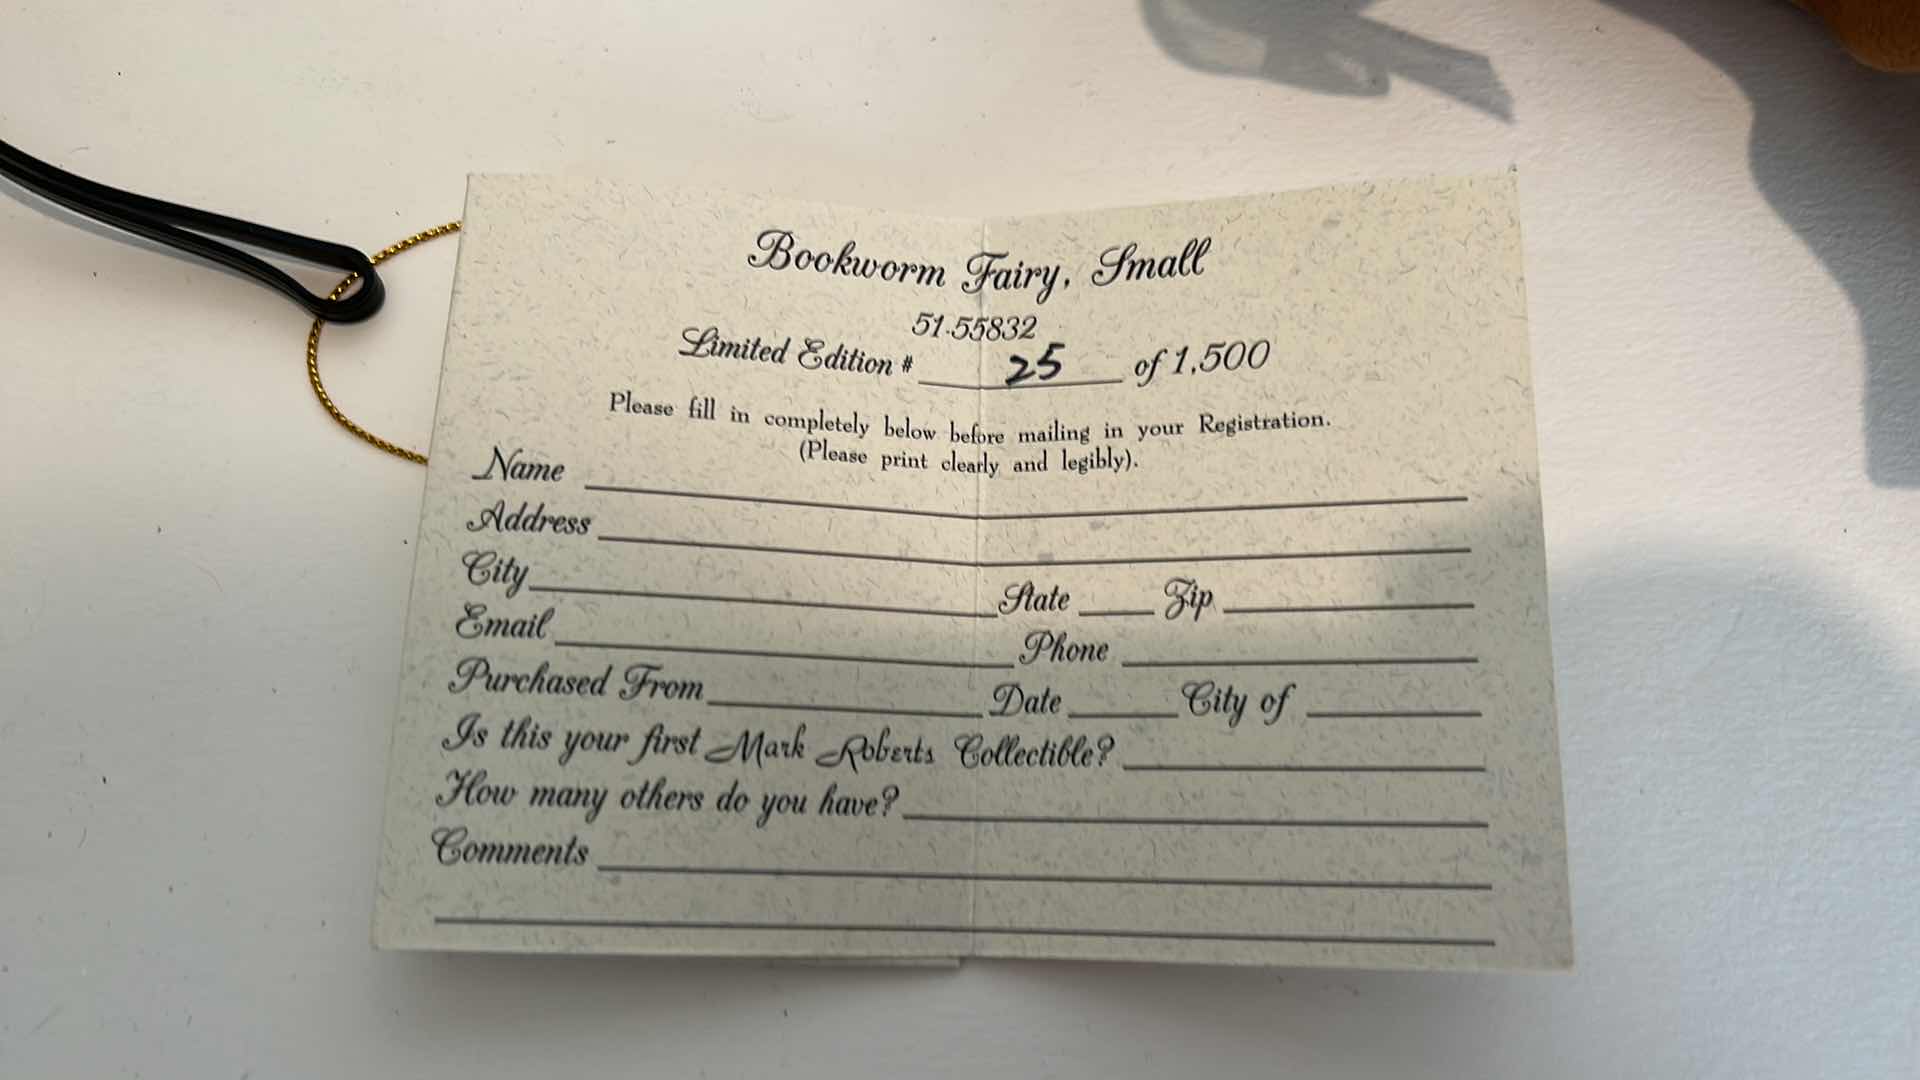 Bookworm Fairy, Small
51-55832
Limited Edition # 25 of 1,500
Please fill in completely below before mailing in your Registration.
(Please print clearly and legibly).
Name
Address
City State Zip
Email Phone
Purchased From Date City of
Is this your first Mark Roberts Collectible?
How many others do you have?
Comments